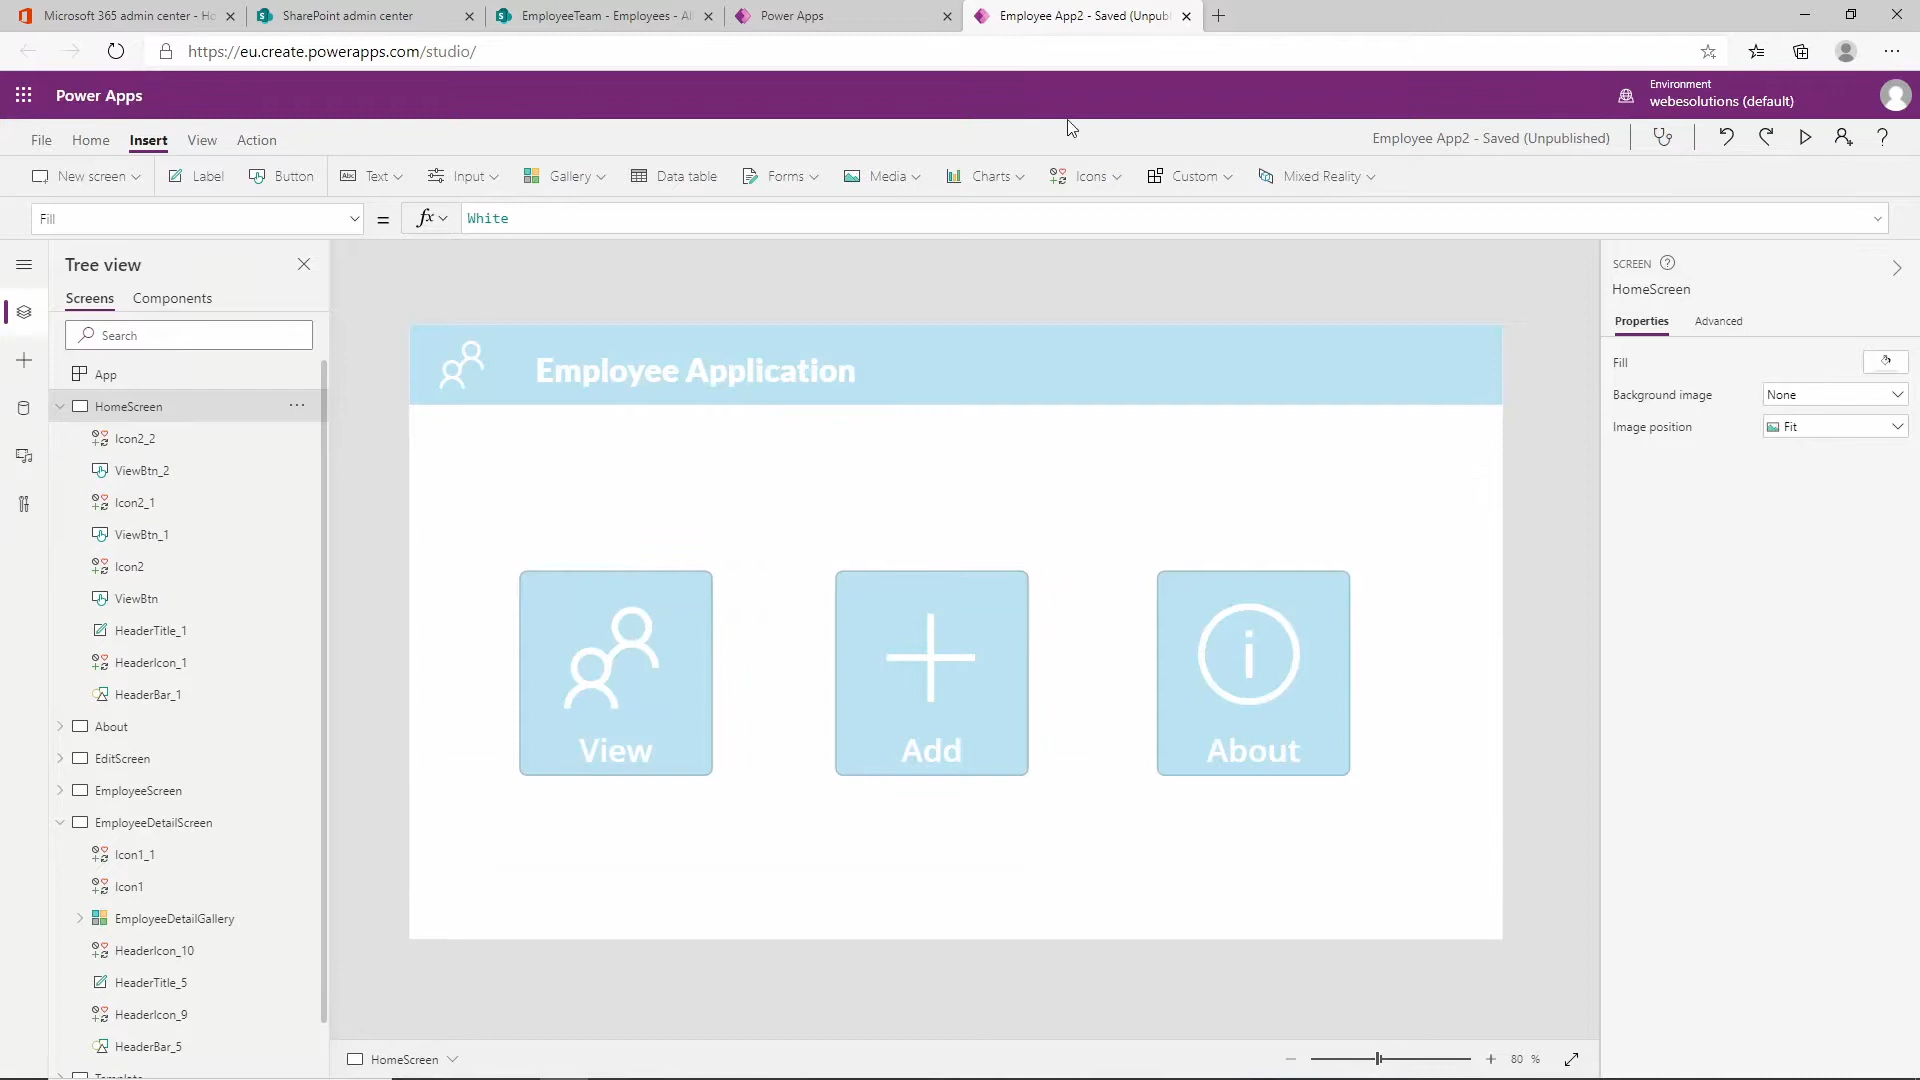 Microsoft 365 admin center - Ho
SharePoint admin center
EmployeeTeam - Employees - Al
Power Apps
Employee App2 - Saved (Unpubl
https://eu.create.powerapps.com/studio/
Power Apps
Environment
webesolutions (default)
File
Home
Insert
View
Action
Employee App2 - Saved (Unpublished)
New screen
Label
Button
Abc
Text
Input
Gallery
Data table
Forms
Media
Charts
Icons
Custom
Mixed Reality
Fill
=
fx
White
Tree view
Screens
Components
Search
App
HomeScreen
Icon2_2
ViewBtn_2
Icon2_1
ViewBtn_1
Icon2
ViewBtn
HeaderTitle_1
HeaderIcon_1
HeaderBar_1
About
EditScreen
EmployeeScreen
EmployeeDetailScreen
Icon1_1
Icon1
EmployeeDetailGallery
HeaderIcon_10
HeaderTitle_5
HeaderIcon_9
HeaderBar_5
Employee Application
View
Add
About
HomeScreen
80 %
SCREEN
HomeScreen
Properties
Advanced
Fill
Background image
None
Image position
Fit